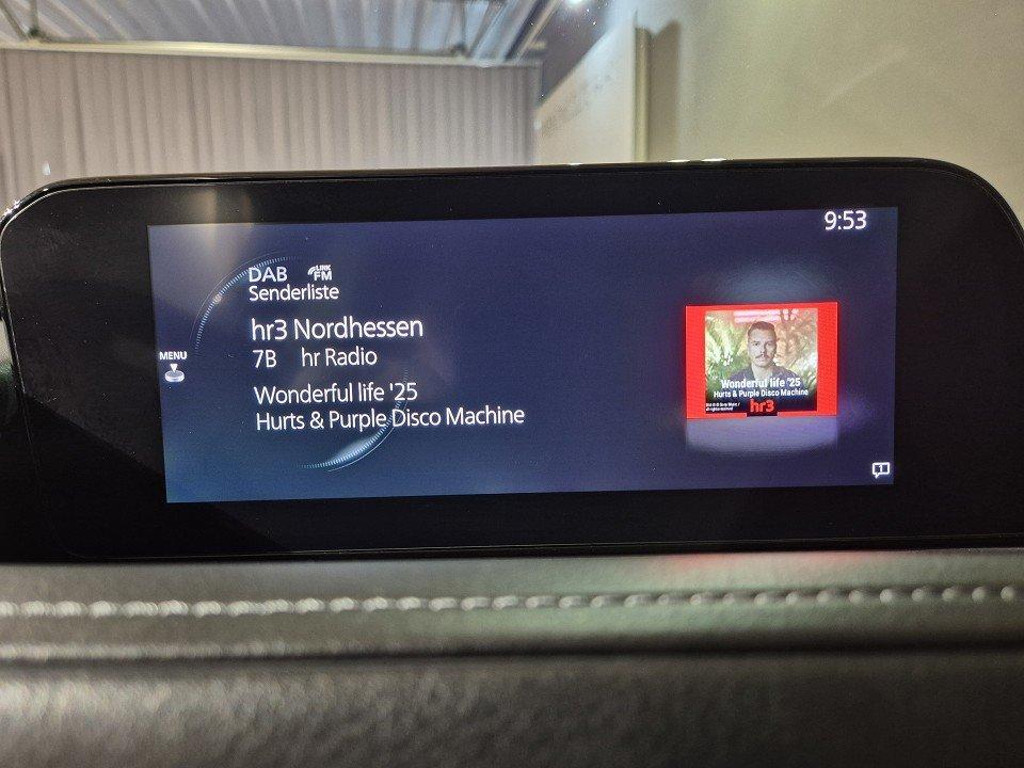 9:53
DAB LINK FM
Senderliste
hr3 Nordhessen
7B hr Radio
MENU
Wonderful life '25
Hurts & Purple Disco Machine
Wonderful life '25
Hurts & Purple Disco Machine
hr3